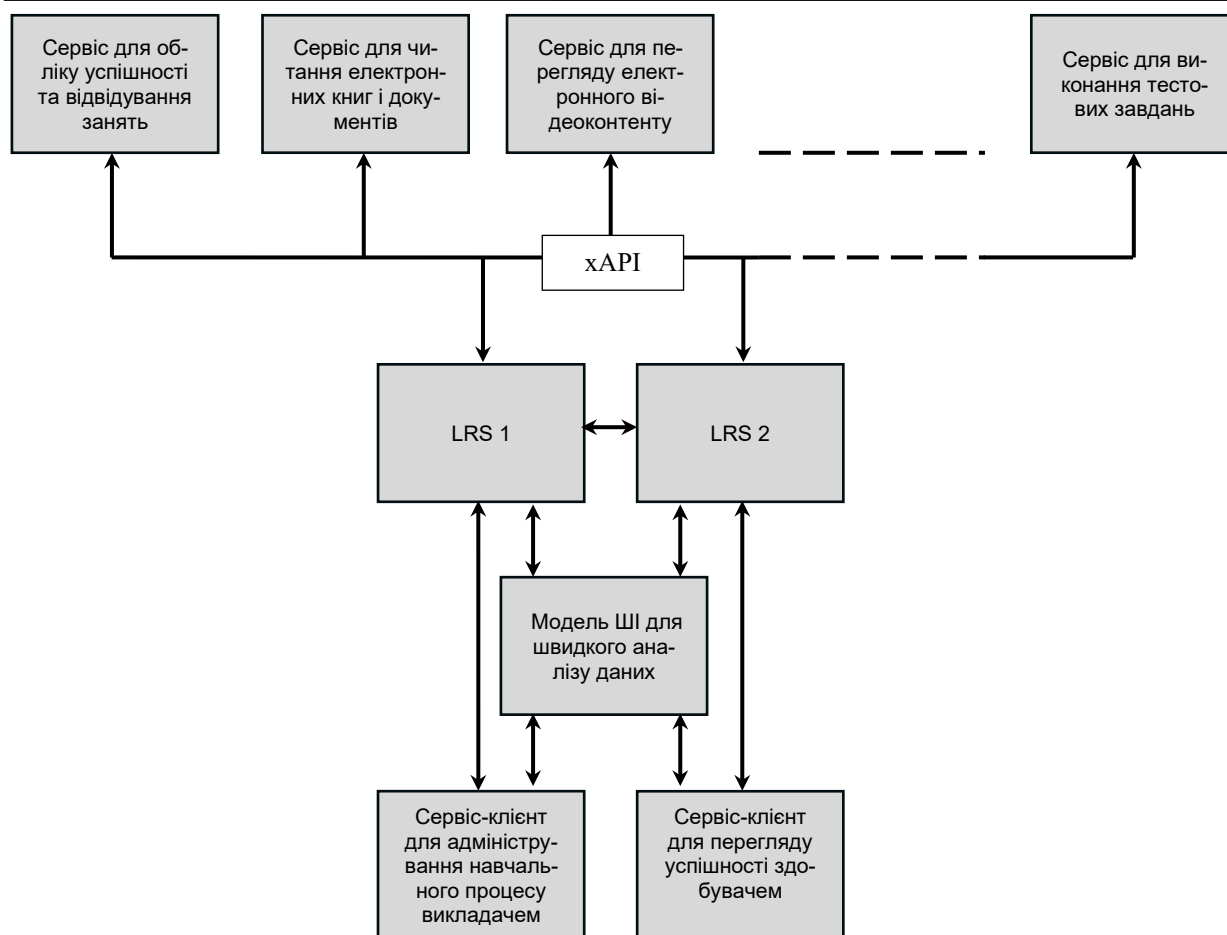 Сервіс для об-
ліку успішності
та відвідування
занять
Сервіс для чи-
тання електрон-
них книг і доку-
ментів
Сервіс для пе-
регляду елект-
ронного ві-
деоконтенту
Сервіс для ви-
конання тесто-
вих завдань
xAPI
LRS 1
LRS 2
Модель ШІ для
швидкого ана-
лізу даних
Сервіс-клієнт
для адміністру-
вання навчаль-
ного процесу
викладачем
Сервіс-клієнт
для перегляду
успішності здо-
бувачем